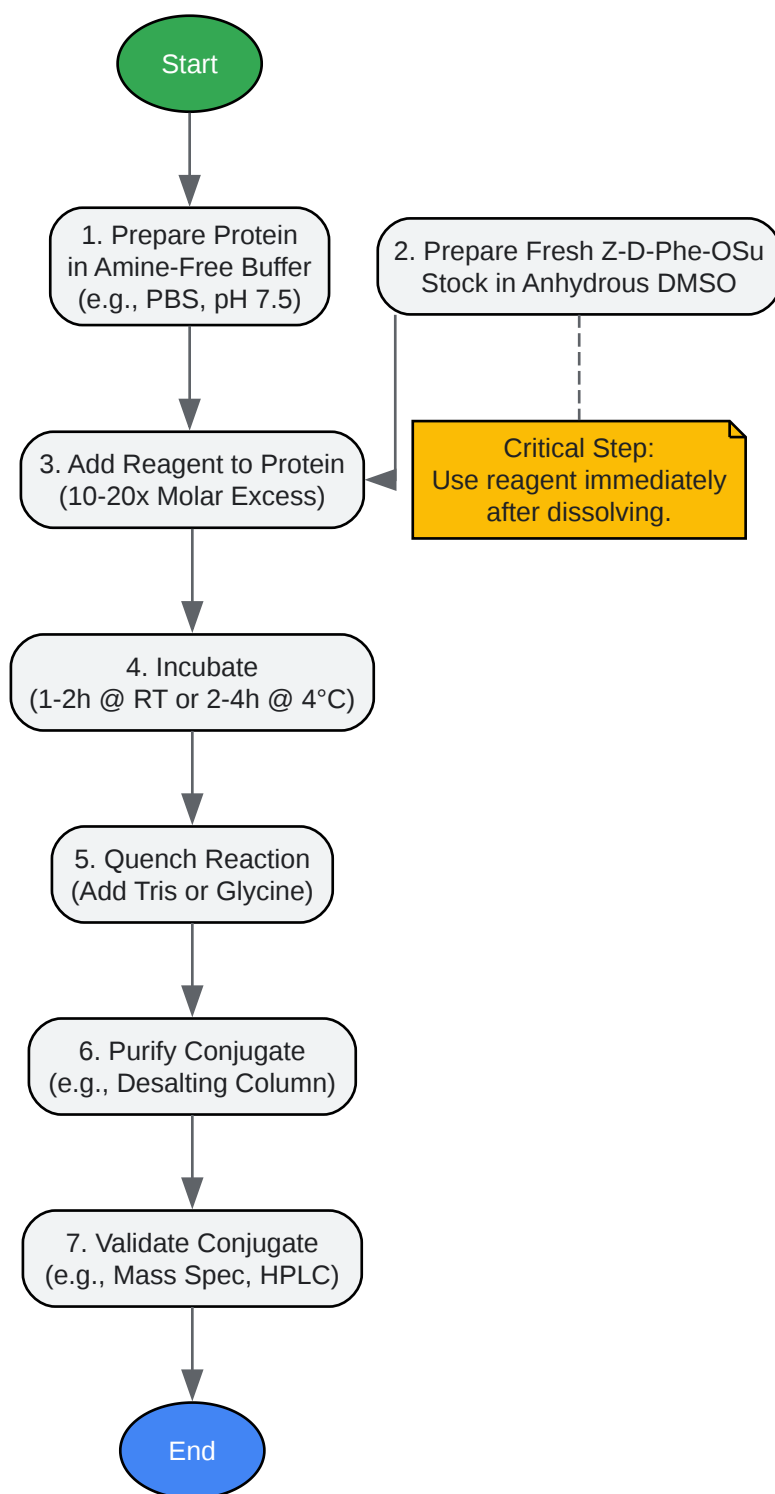 Start
1. Prepare Protein
in Amine-Free Buffer
(e.g., PBS, pH 7.5)
2. Prepare Fresh Z-D-Phe-OSu
Stock in Anhydrous DMSO
3. Add Reagent to Protein
(10-20x Molar Excess)
Critical Step:
Use reagent immediately
after dissolving.
4. Incubate
(1-2h @ RT or 2-4h @ 4°C)
5. Quench Reaction
(Add Tris or Glycine)
6. Purify Conjugate
(e.g., Desalting Column)
7. Validate Conjugate
(e.g., Mass Spec, HPLC)
End